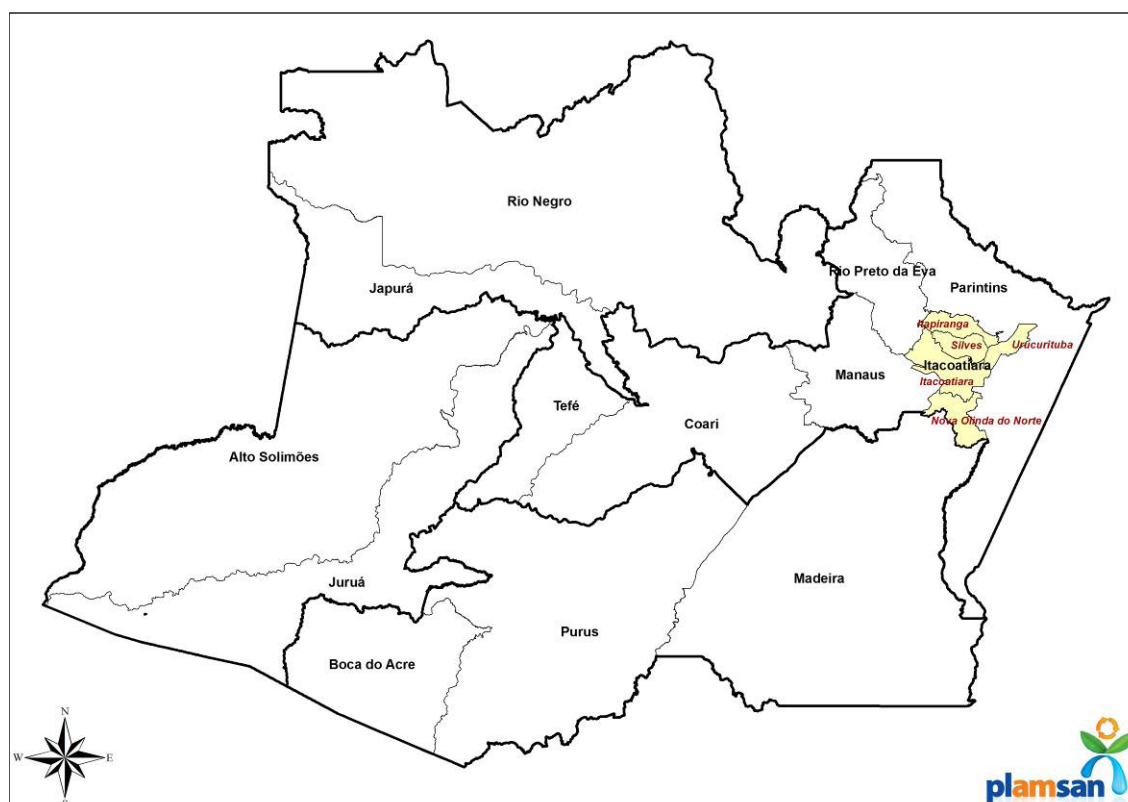 Rio Negro
Rio Preto da Eva
Parintins
Japurá
Itapiranga
Silves
Urucurituba
Itacoatiara
Manaus
Itacoatiara
Tefé
Nova Olinda do Norte
Coari
Alto Solimões
Madeira
Juruá
Purus
Boca do Acre
N
W
E
S
plamsan